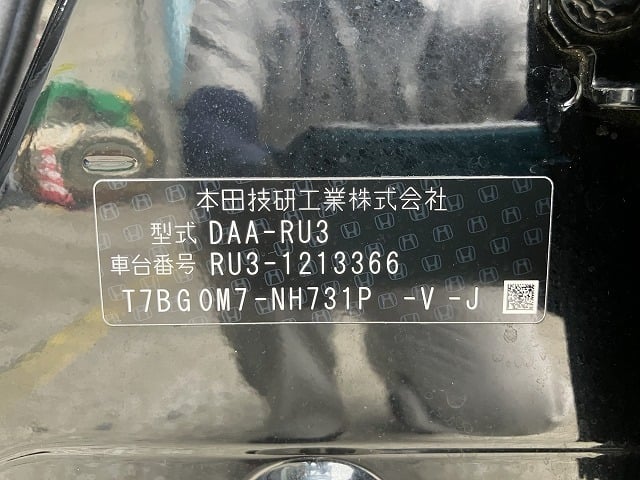 本田技研工業株式会社
型式 DAA-RU3
車台番号 RU3-1213366
T7BG0M7-NH731P -V -J